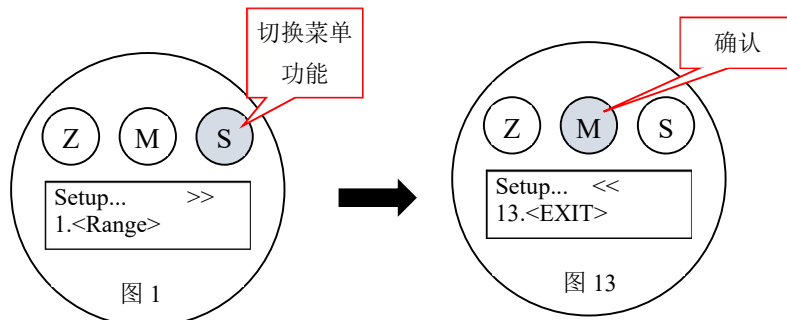 切换菜单
功能
Z M S
Setup... >>
1.<Range>
图 1
确认
Z M S
Setup... <<
13.<EXIT>
图 13